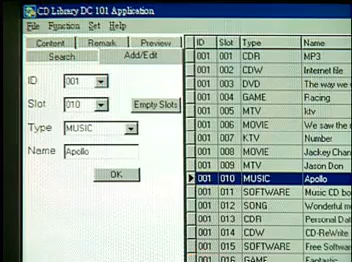 CD Library DC 101 Application
File Function Set Help
Content Remark Preview
Search Add/Edit
ID 001
Slot 010 Empty Slots
Type MUSIC
Name Apollo
OK
ID Slot Type Name
001 001 CDR MP3
001 002 CDW Internet file
001 003 DVD The way we
001 004 GAME Racing
001 005 MTV ktv
001 006 MOVIE We saw the
001 007 KTV Number
001 008 MOVIE Jackey Chan
001 009 MTV Jason Don
001 010 MUSIC Apollo
001 011 SOFTWARE Music CD bo
001 012 SONG Wonderful m
001 013 CDR Personal Dat
001 014 CDW CD-ReWrite
001 015 SOFTWARE Free Softwar
001 016 GAME Fantastic